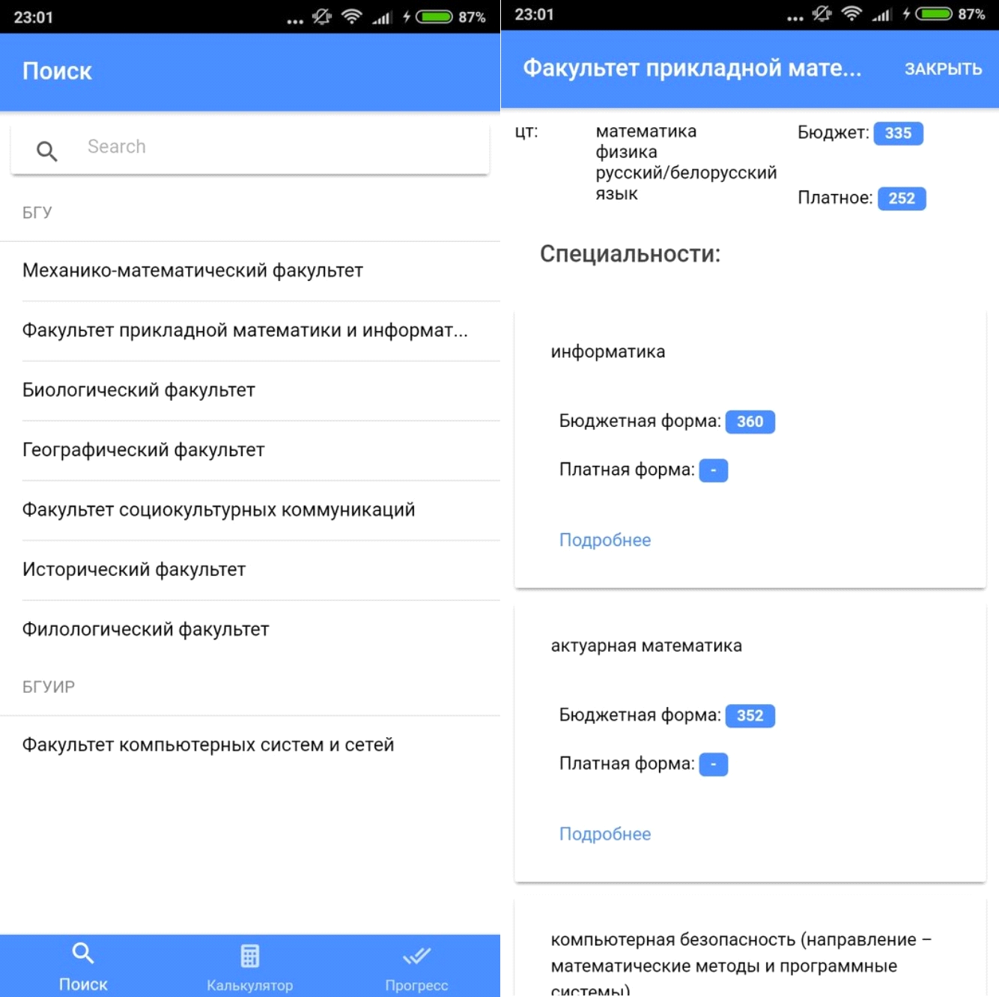 23:01
... 87%
Поиск
Search
БГУ
Механико-математический факультет
Факультет прикладной математики и информат...
Биологический факультет
Географический факультет
Факультет социокультурных коммуникаций
Исторический факультет
Филологический факультет
БГУИР
Факультет компьютерных систем и сетей
Поиск
Калькулятор
Прогресс
23:01
... 87%
Факультет прикладной мате...
ЗАКРЫТЬ
цт:
математика
физика
русский/белорусский
язык
Бюджет: 335
Платное: 252
Специальности:
информатика
Бюджетная форма: 360
Платная форма: -
Подробнее
актуарная математика
Бюджетная форма: 352
Платная форма: -
Подробнее
компьютерная безопасность (направление –
математические методы и программные
системы)